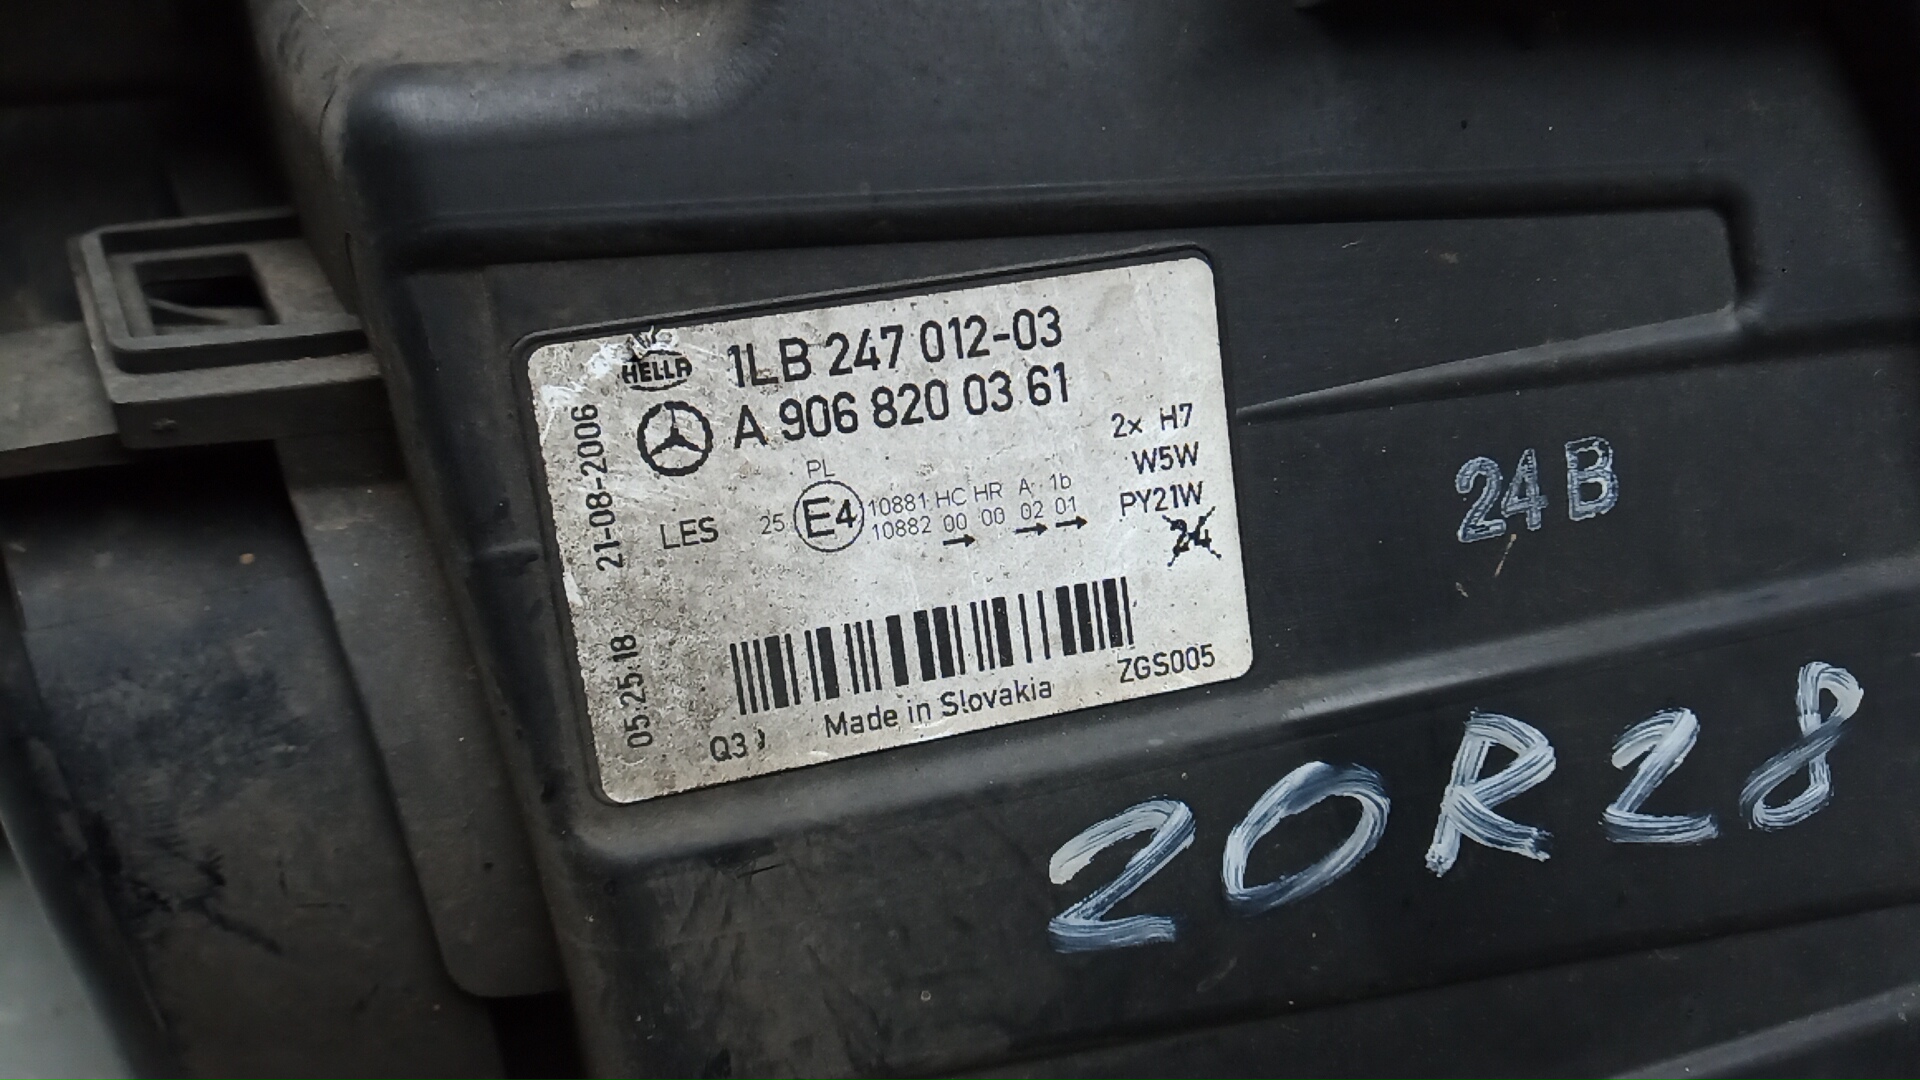 HELLA 1LB 247 012-03
A 906 820 03 61
21-08-2006
05:25:18
2x H7
W5W
PY21W
24
PL
LES 25 E4
10881 HC HR A 1b
10882 00 00 02 01
ZGS005
Made in Slovakia
Q3
24B
20R28